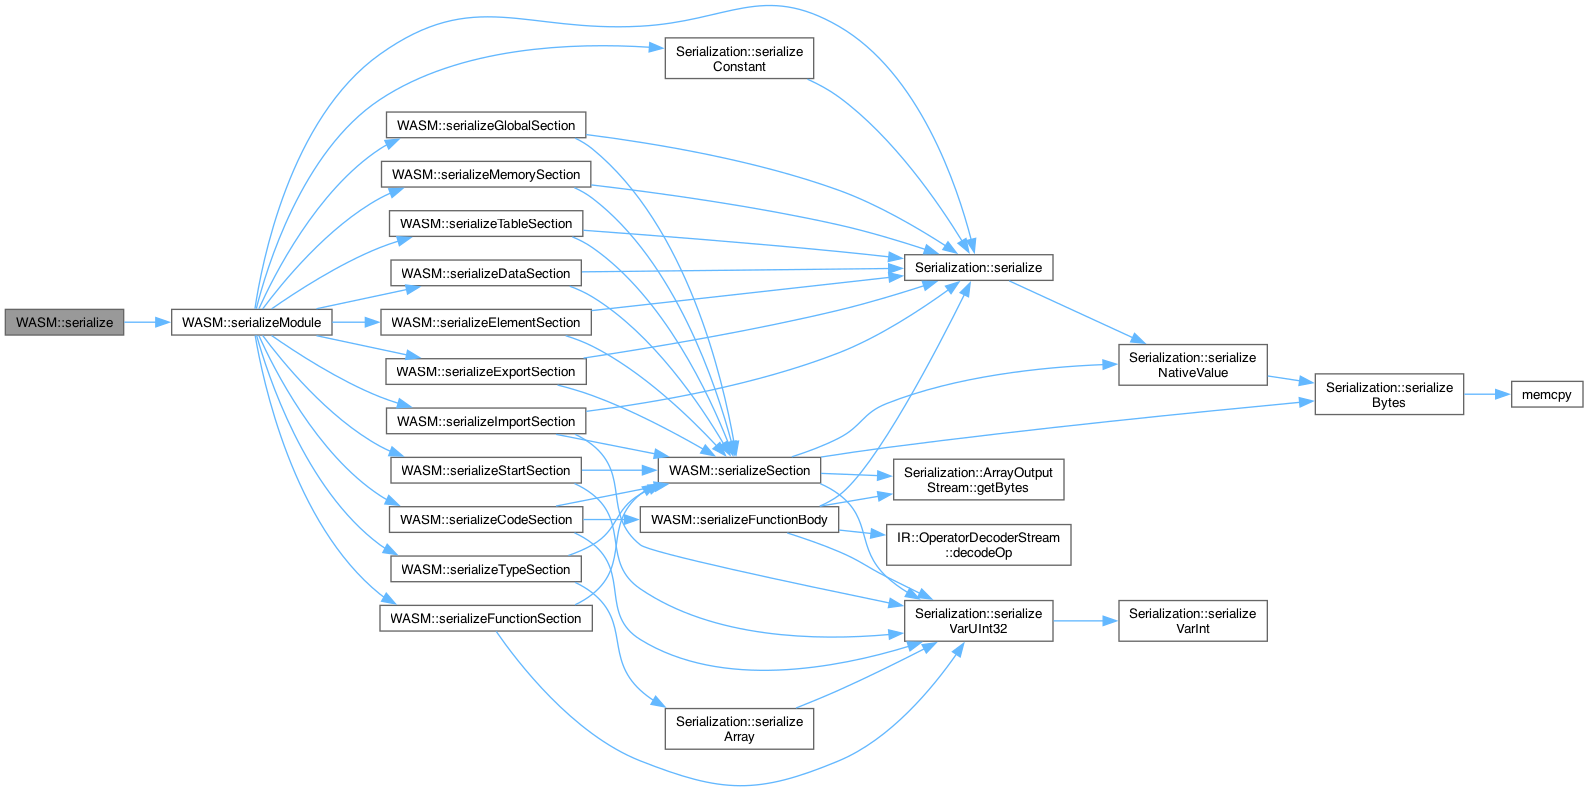 WASM::serialize
WASM::serializeModule
Serialization::serialize
Constant
WASM::serializeGlobalSection
WASM::serializeMemorySection
WASM::serializeTableSection
WASM::serializeDataSection
WASM::serializeElementSection
WASM::serializeExportSection
WASM::serializeImportSection
WASM::serializeStartSection
WASM::serializeCodeSection
WASM::serializeTypeSection
WASM::serializeFunctionSection
WASM::serializeSection
WASM::serializeFunctionBody
Serialization::serialize
Array
Serialization::serialize
Serialization::ArrayOutput
Stream::getBytes
IR::OperatorDecoderStream
::decodeOp
Serialization::serialize
VarUInt32
Serialization::serialize
NativeValue
Serialization::serialize
VarInt
Serialization::serialize
Bytes
memcpy